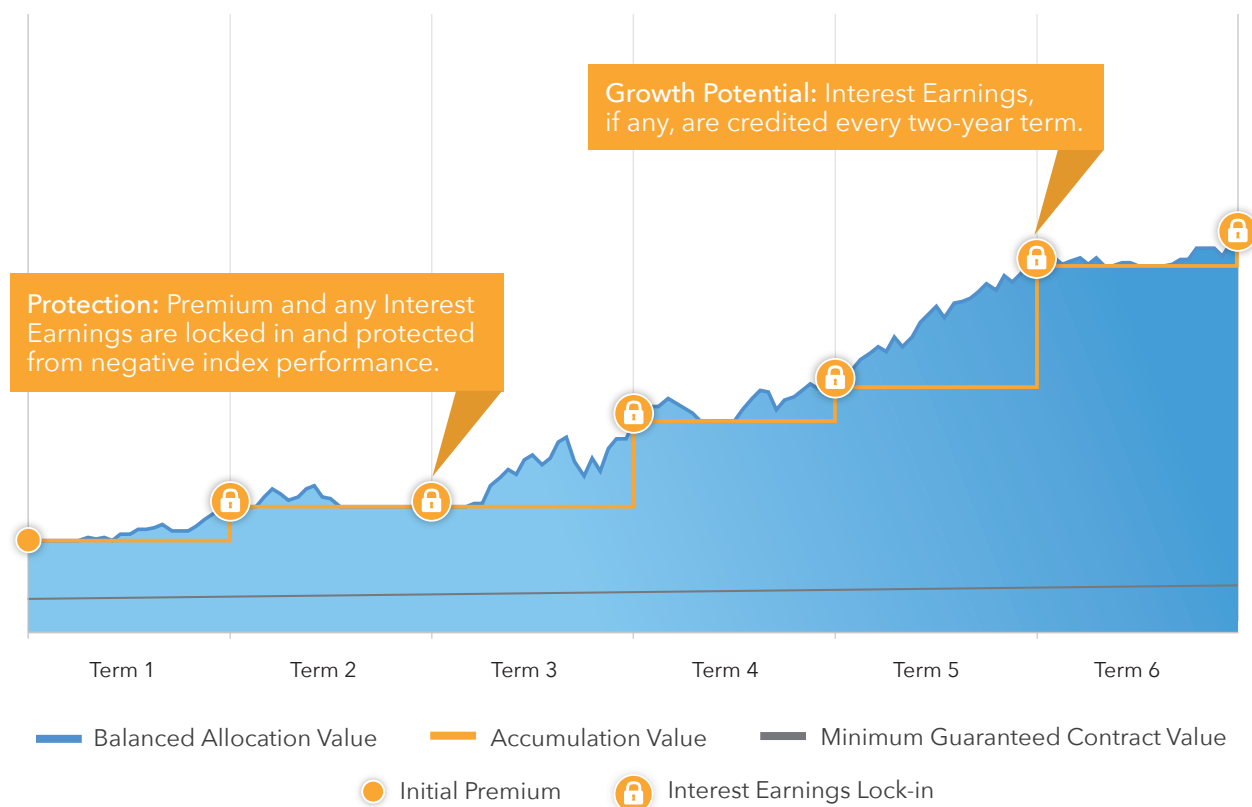 Growth Potential: Interest Earnings,
if any, are credited every two-year term.
Protection: Premium and any Interest
Earnings are locked in and protected
from negative index performance.
Term 1
Term 2
Term 3
Term 4
Term 5
Term 6
Balanced Allocation Value
Accumulation Value
Minimum Guaranteed Contract Value
Initial Premium
Interest Earnings Lock-in